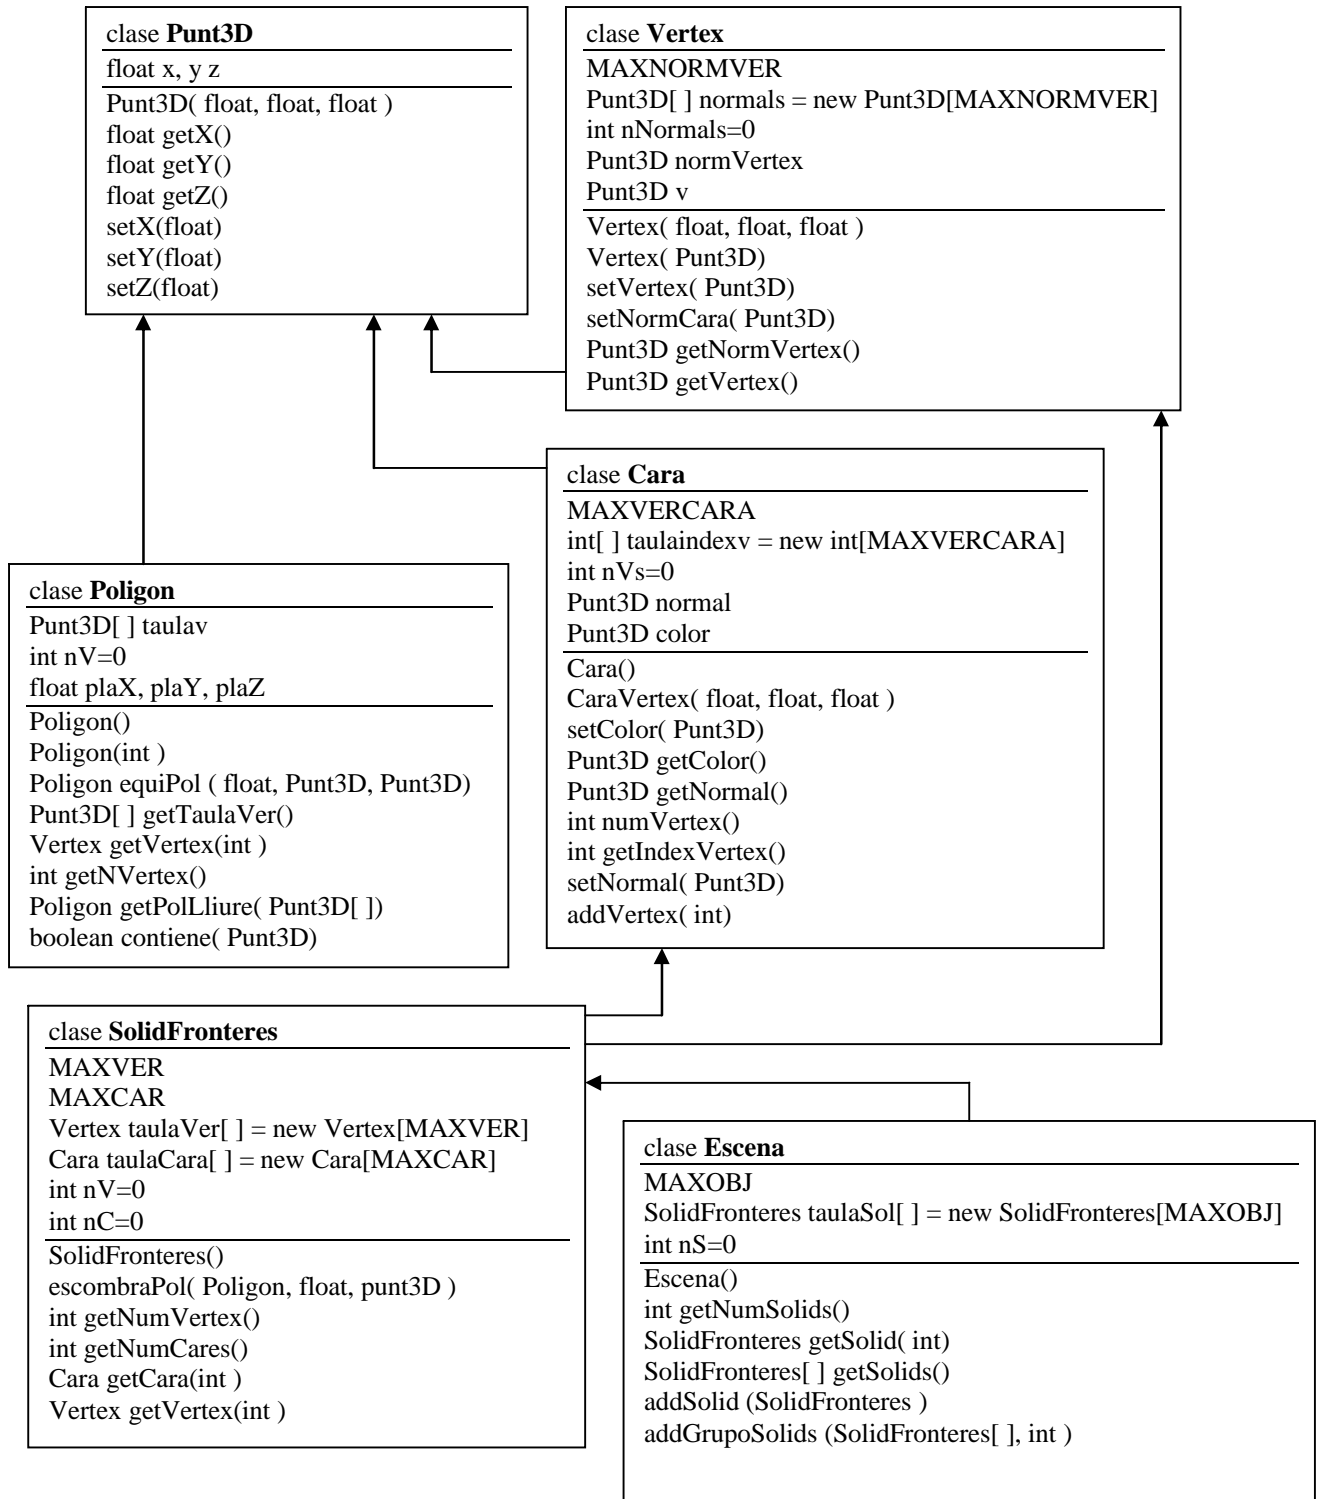 clase Punt3D
float x, y z
Punt3D( float, float, float )
float getX()
float getY()
float getZ()
setX(float)
setY(float)
setZ(float)
clase Vertex
MAXNORMVER
Punt3D[ ] normals = new Punt3D[MAXNORMVER]
int nNormals=0
Punt3D normVertex
Punt3D v
Vertex( float, float, float )
Vertex( Punt3D)
setVertex( Punt3D)
setNormCara( Punt3D)
Punt3D getNormVertex()
Punt3D getVertex()
clase Cara
MAXVERCARA
int[ ] taulaindexv = new int[MAXVERCARA]
int nVs=0
Punt3D normal
Punt3D color
Cara()
CaraVertex( float, float, float )
setColor( Punt3D)
Punt3D getColor()
Punt3D getNormal()
int numVertex()
int getIndexVertex()
setNormal( Punt3D)
addVertex( int)
clase Poligon
Punt3D[ ] taulav
int nV=0
float plaX, plaY, plaZ
Poligon()
Poligon(int )
Poligon equiPol ( float, Punt3D, Punt3D)
Punt3D[ ] getTaulaVer()
Vertex getVertex(int )
int getNVertex()
Poligon getPolLliure( Punt3D[ ])
boolean contiene( Punt3D)
clase SolidFronteres
MAXVER
MAXCAR
Vertex taulaVer[ ] = new Vertex[MAXVER]
Cara taulaCara[ ] = new Cara[MAXCAR]
int nV=0
int nC=0
SolidFronteres()
escombraPol( Poligon, float, punt3D )
int getNumVertex()
int getNumCares()
Cara getCara(int )
Vertex getVertex(int )
clase Escena
MAXOBJ
SolidFronteres taulaSol[ ] = new SolidFronteres[MAXOBJ]
int nS=0
Escena()
int getNumSolids()
SolidFronteres getSolid( int)
SolidFronteres[ ] getSolids()
addSolid (SolidFronteres )
addGrupoSolids (SolidFronteres[ ], int )